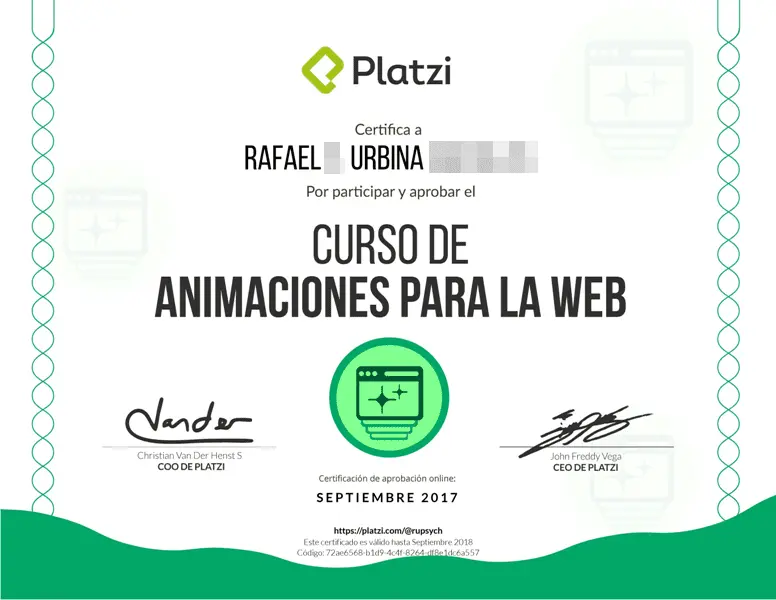 Platzi
Certifica a
RAFAEL URBINA
Por participar y aprobar el
CURSO DE
ANIMACIONES PARA LA WEB
Vander
Christian Van Der Henst S
COO DE PLATZI
John Freddy Vega
CEO DE PLATZI
Certificación de aprobación online:
SEPTIEMBRE 2017
https://platzi.com/@rupsych
Este certificado es válido hasta Septiembre 2018
Código: 72ae6568-b1d9-4c4f-8264-df8e1dc6a557